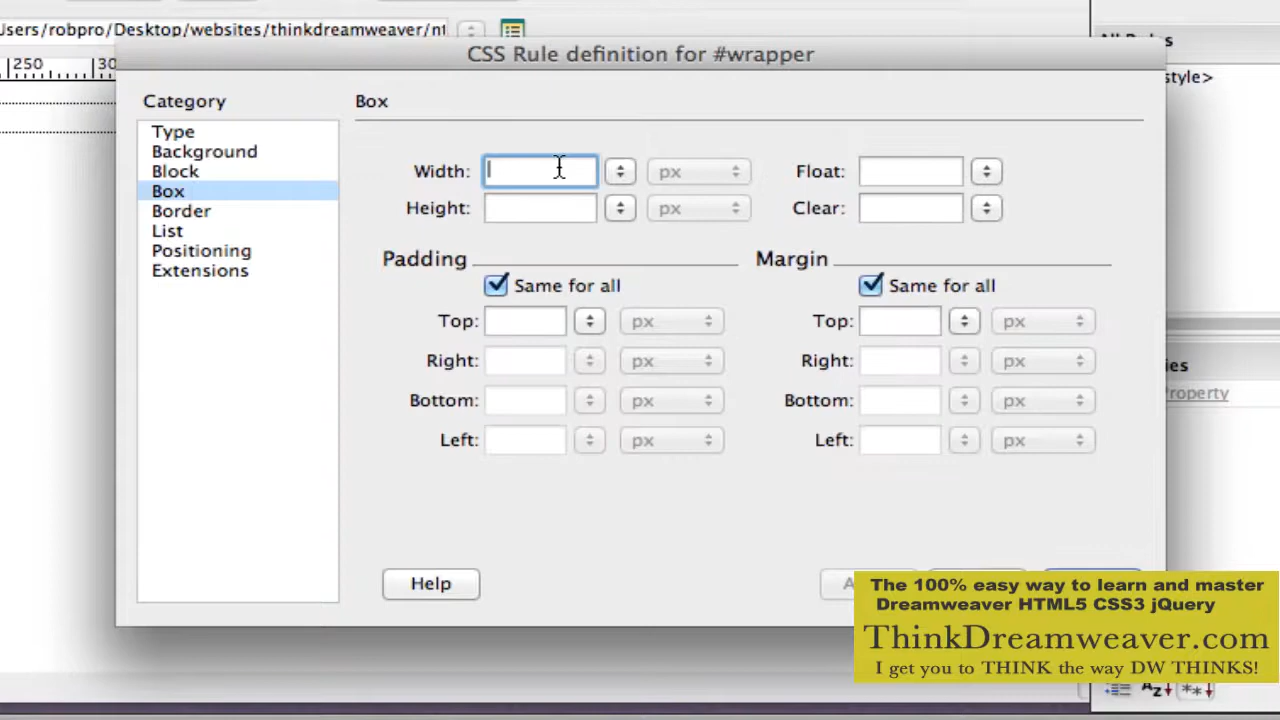 Users/robpro/Desktop/websites/thinkdreamweaver/nt
CSS Rule definition for #wrapper
250
30
style>
Category
Box
Type
Background
Block
Box
Border
List
Positioning
Extensions
Width:
px
Float:
Height:
px
Clear:
Padding
Margin
Same for all
Same for all
Top:
px
Top:
px
Right:
px
Right:
px
Bottom:
px
Bottom:
px
Left:
px
Left:
px
ies
roperty
Help
A
The 100% easy way to learn and master
Dreamweaver HTML5 CSS3 jQuery
ThinkDreamweaver.com
I get you to THINK the way DW THINKS!